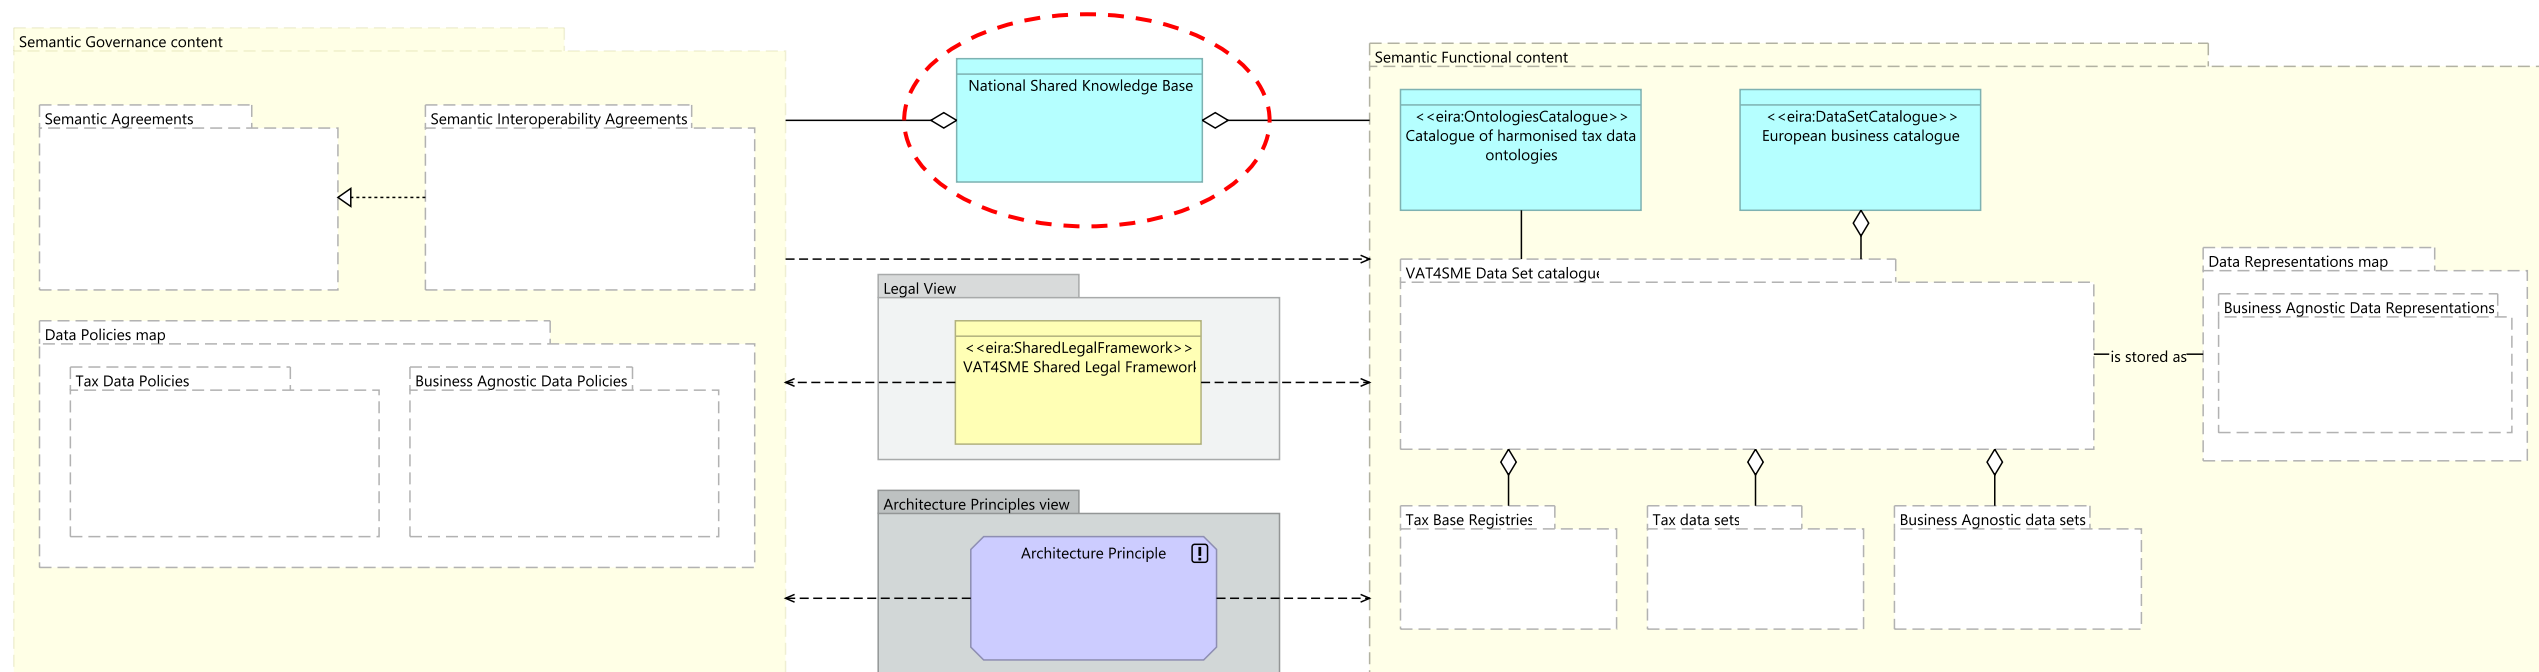 Semantic Governance content
Semantic Agreements
Semantic Interoperability Agreements
Data Policies map
Tax Data Policies
Business Agnostic Data Policies
National Shared Knowledge Base
Legal View
<<eira:SharedLegalFramework>>
VAT4SME Shared Legal Framework
Architecture Principles view
Architecture Principle
Semantic Functional content
<<eira:OntologiesCatalogue>>
Catalogue of harmonised tax data
ontologies
<<eira:DataSetCatalogue>>
European business catalogue
VAT4SME Data Set catalogue
Data Representations map
Business Agnostic Data Representations
is stored as
Tax Base Registries
Tax data sets
Business Agnostic data sets